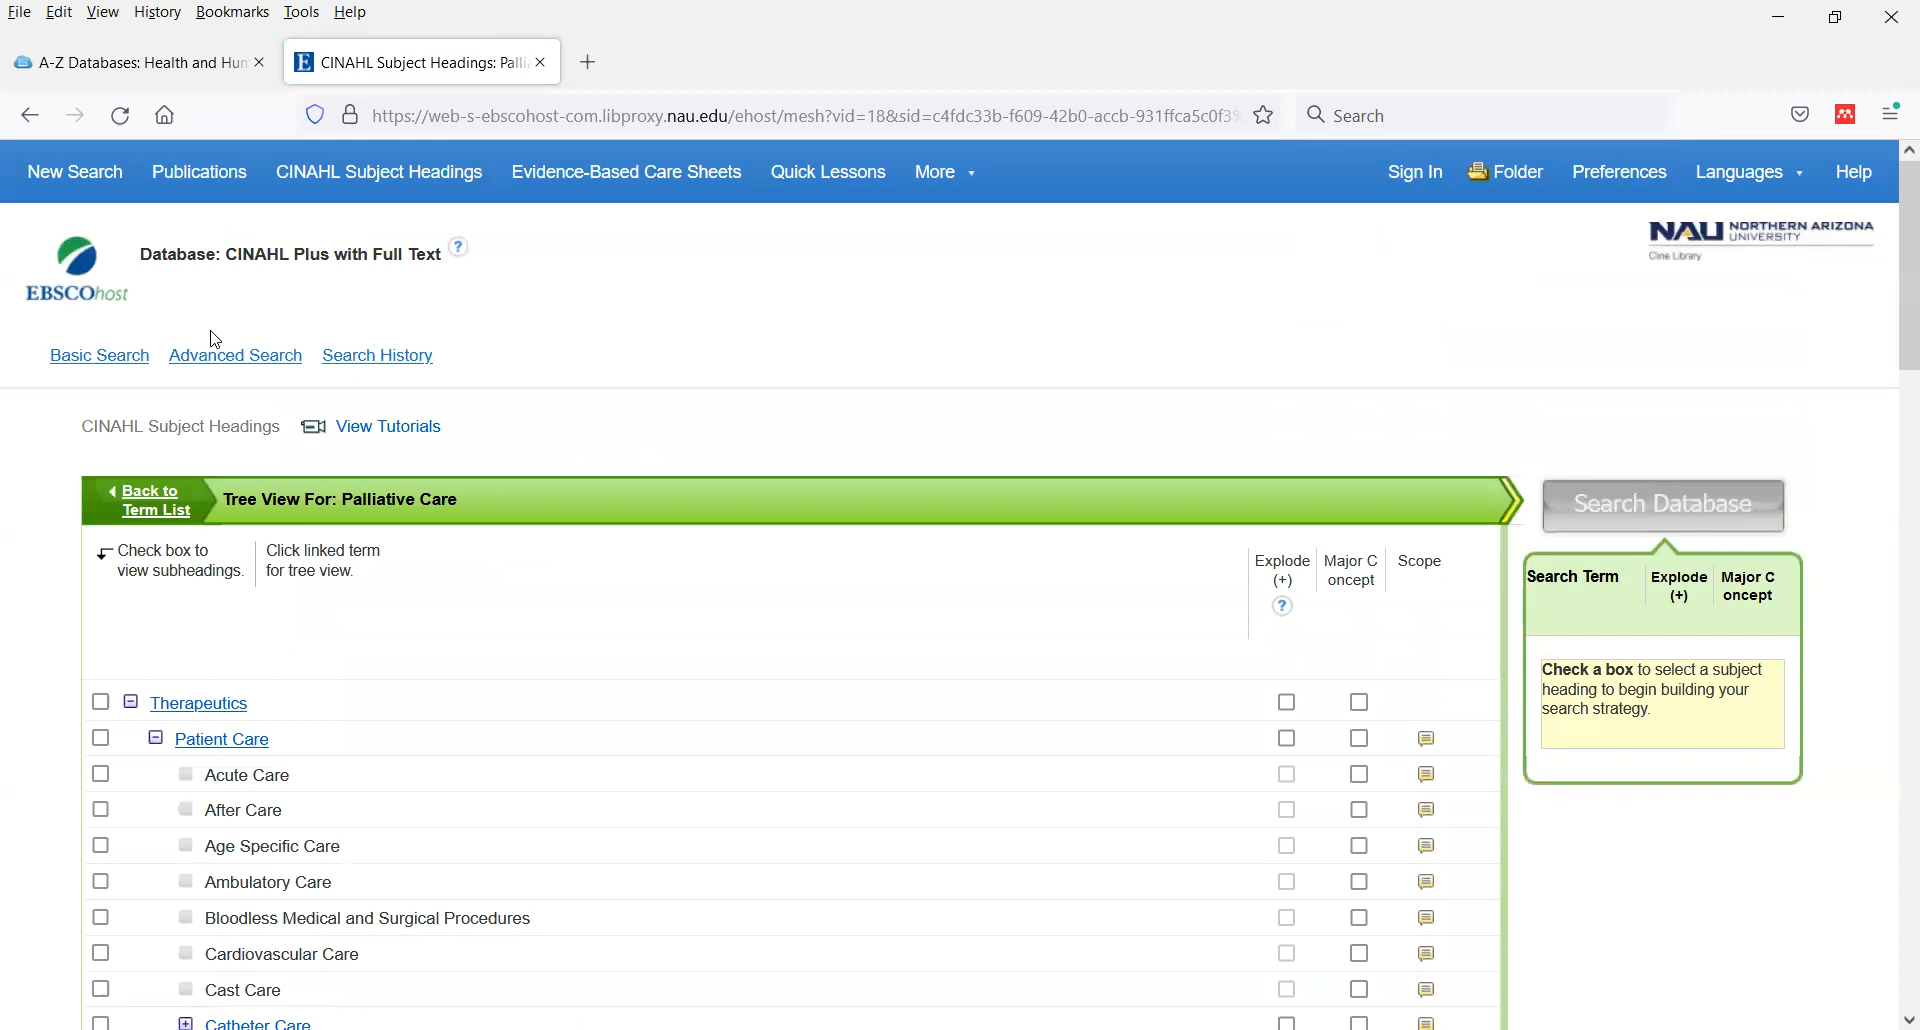 File Edit View History Bookmarks Tools Help
A-Z Databases: Health and Hum
CINAHL Subject Headings: Pallia
https://web-s-ebscohost-com.libproxy.nau.edu/ehost/mesh?vid=18&sid=c4fdc33b-f609-42b0-accb-931ffca5c0f3%
Search
New Search Publications CINAHL Subject Headings Evidence-Based Care Sheets Quick Lessons More
Sign In Folder Preferences Languages Help
EBSCOhost
Database: CINAHL Plus with Full Text ?
NAU NORTHERN ARIZONA
UNIVERSITY
Cline Library
Basic Search Advanced Search Search History
CINAHL Subject Headings View Tutorials
Back to
Term List
Tree View For: Palliative Care
Search Database
Check box to
view subheadings.
Click linked term
for tree view.
Explode
(+)
?
Major C
oncept
Scope
Search Term
Explode
(+)
Major C
oncept
Check a box to select a subject
heading to begin building your
search strategy.
Therapeutics
Patient Care
Acute Care
After Care
Age Specific Care
Ambulatory Care
Bloodless Medical and Surgical Procedures
Cardiovascular Care
Cast Care
Catheter Care